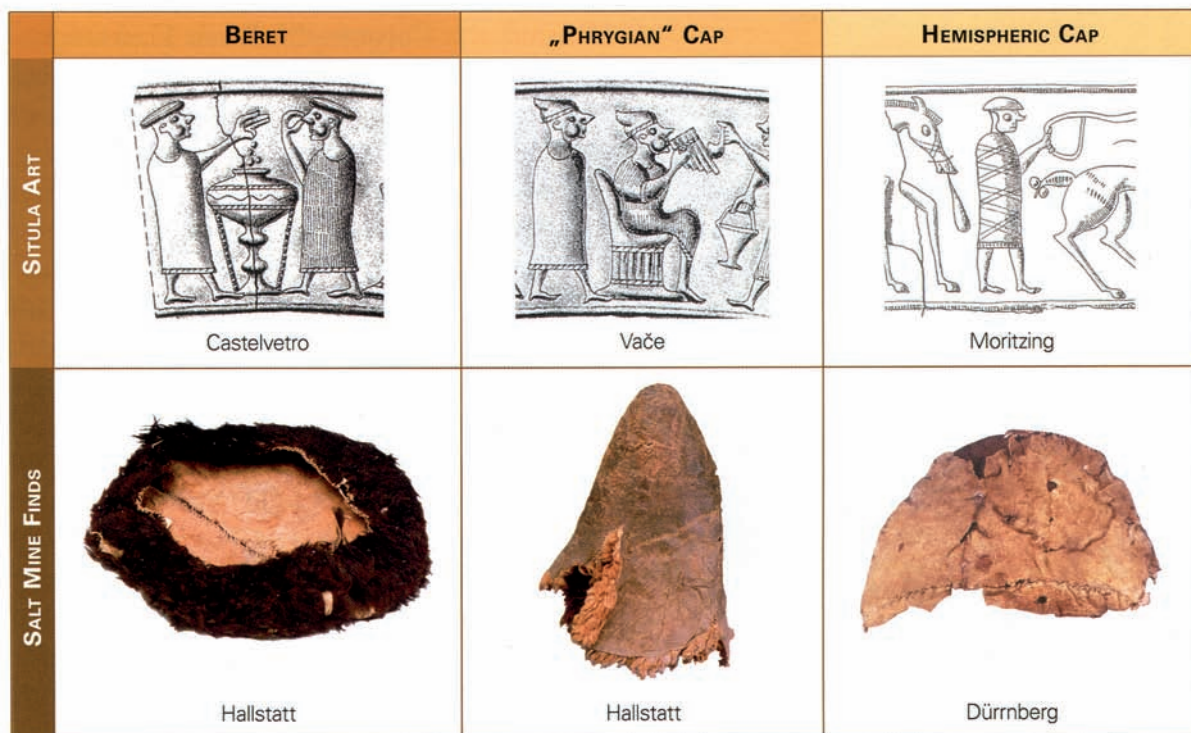 BERET
„PHRYGIAN“ CAP
HEMISPHERIC CAP
SITULA ART
Castelvetro
Vače
Moritzing
SALT MINE FINDS
Hallstatt
Hallstatt
Dürrnberg